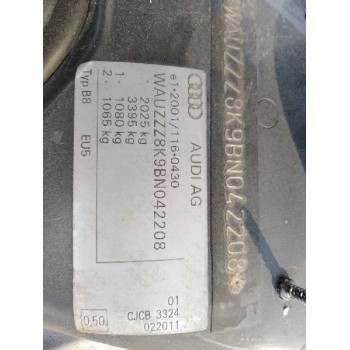 AUDI AG
e1*2001/116*0430
WAUZZZ8K9BN042208
2025 kg
3395 kg
1 - 1080 kg
2 - 1065 kg
Typ B8 EU5
01
0,50 CJCB 3324
022011
WAUZZZ8K9BN042208*